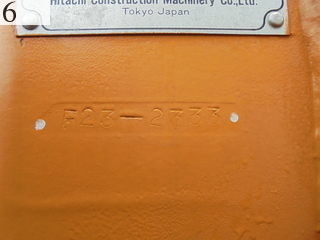 6
Hitachi Construction Machinery Co.,Ltd.
Tokyo Japan
F23-2333